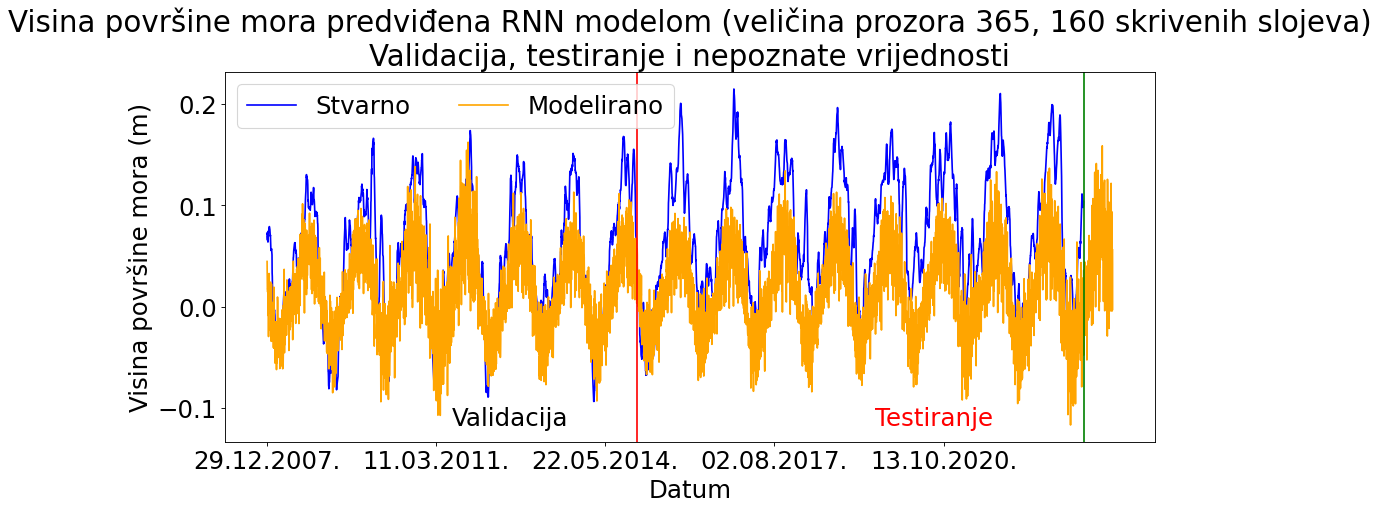 Visina površine mora predviđena RNN modelom (veličina prozora 365, 160 skrivenih slojeva)
Validacija, testiranje i nepoznate vrijednosti
Stvarno Modelirano
Visina površine mora (m)
0.2
0.1
0.0
−0.1
Validacija Testiranje
29.12.2007. 11.03.2011. 22.05.2014. 02.08.2017. 13.10.2020.
Datum